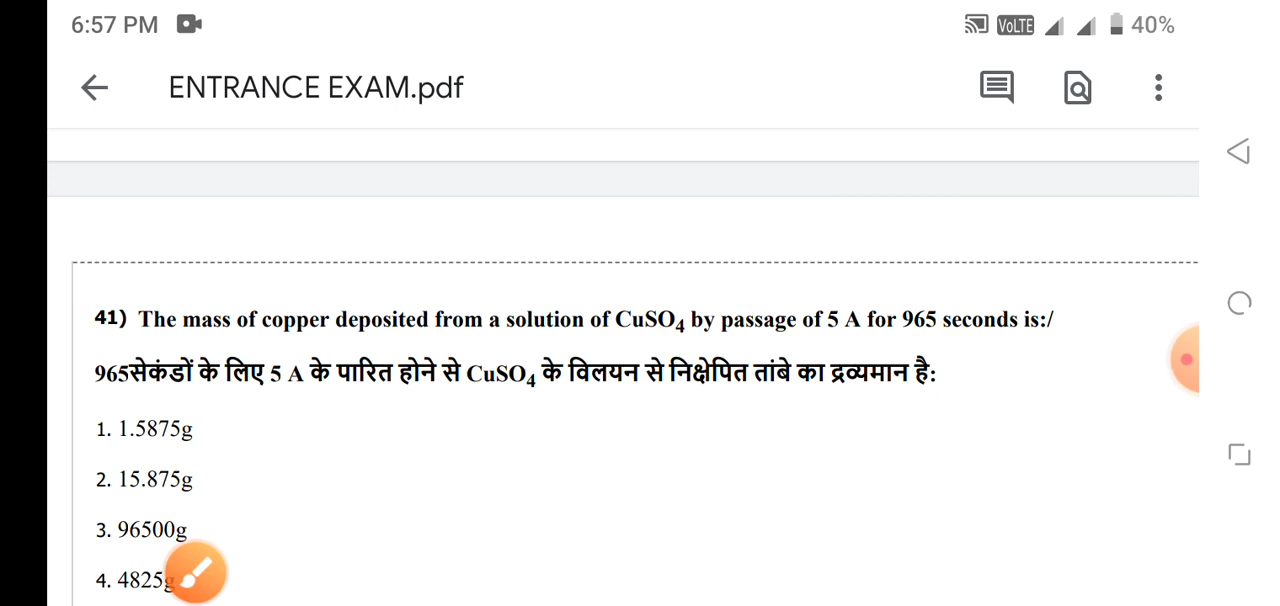 6:57 PM VoLTE 40%
ENTRANCE EXAM.pdf
41) The mass of copper deposited from a solution of CuSO4 by passage of 5 A for 965 seconds is:/
965सेकंडों के लिए 5 A के पारित होने से CuSO4 के विलयन से निक्षेपित तांबे का द्रव्यमान है:
1. 1.5875g
2. 15.875g
3. 96500g
4. 4825g